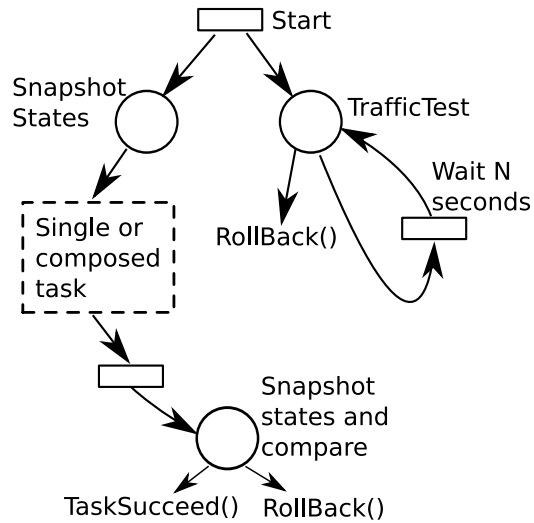 Start
Snapshot
States
TrafficTest
Wait N
seconds
Single or
composed
task
RollBack()
Snapshot
states and
compare
TaskSucceed()
RollBack()